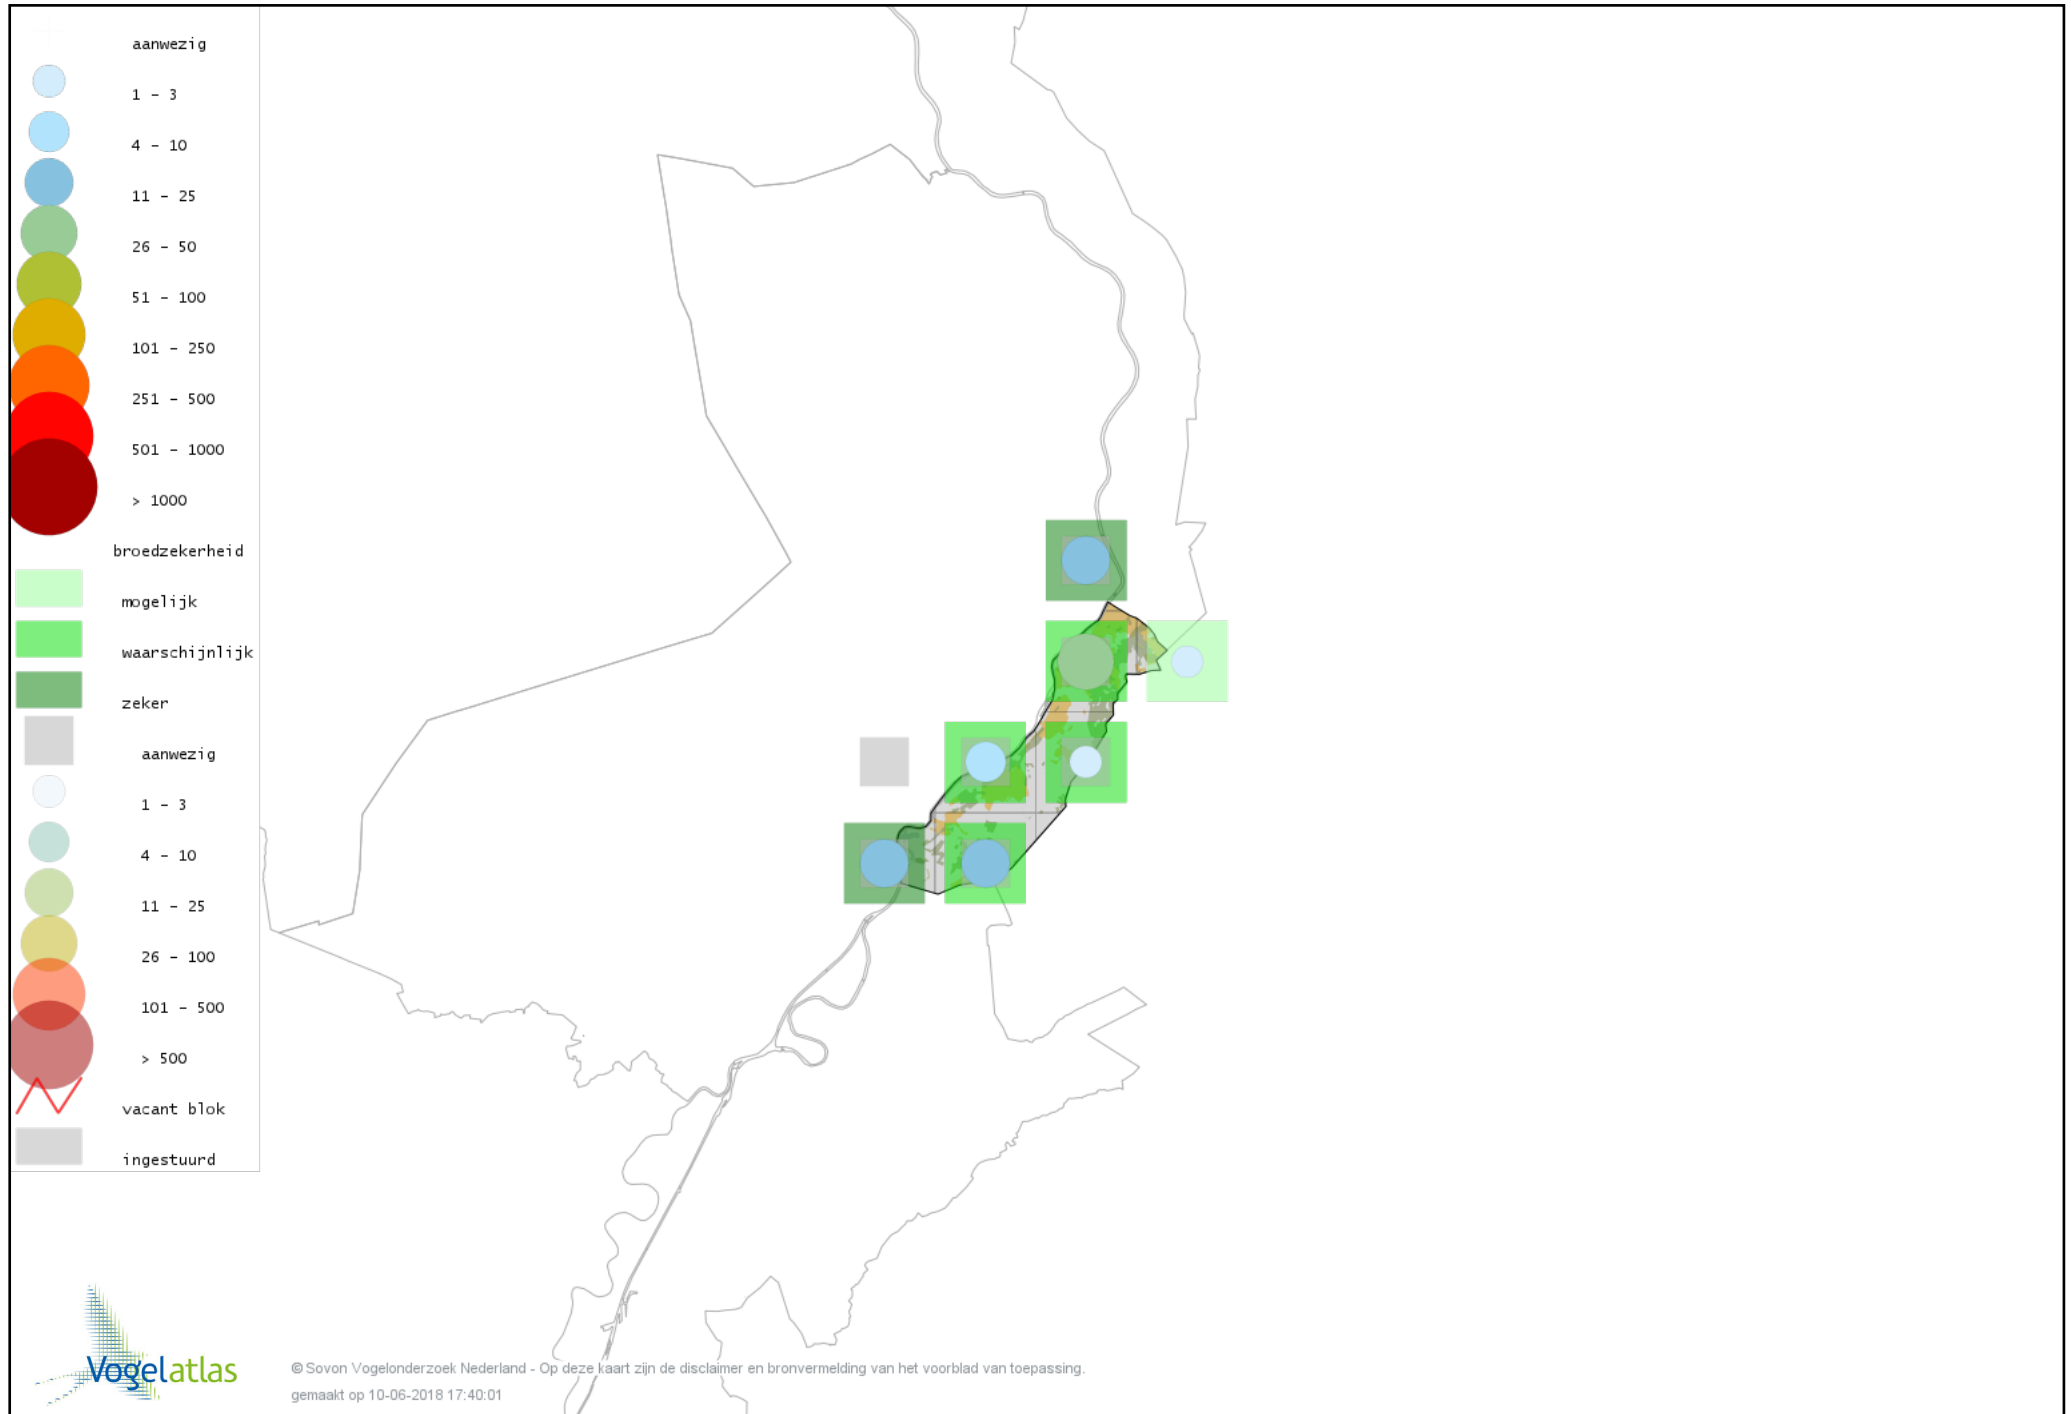 aanwezig
1 - 3
4 - 10
11 - 25
26 - 50
51 - 100
101 - 250
251 - 500
501 - 1000
> 1000
broedzekerheid
mogelijk
waarschijnlijk
zeker
aanwezig
1 - 3
4 - 10
11 - 25
26 - 100
101 - 500
> 500
vacant blok
ingestuurd
Vogelatlas
© Sovon Vogelonderzoek Nederland - Op deze kaart zijn de disclaimer en bronvermelding van het voorblad van toepassing.
gemaakt op 10-06-2018 17:40:01